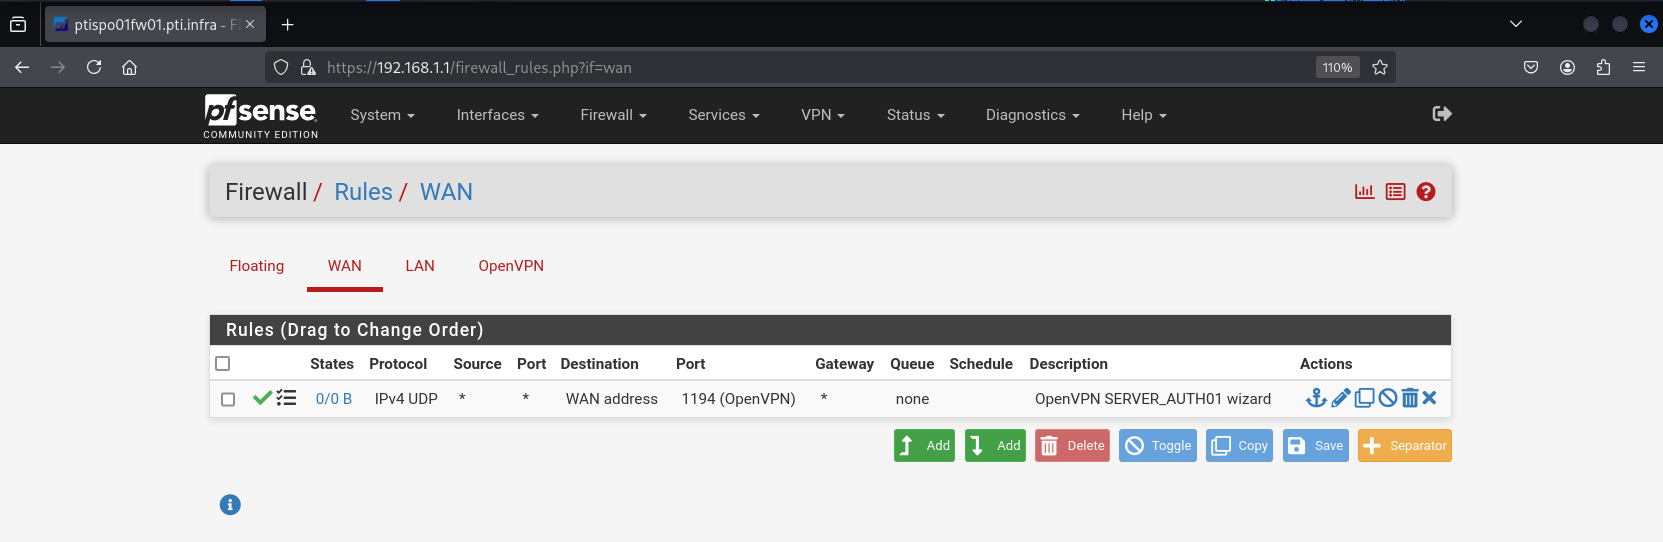 ptispo01fw01.pti.infra - Fi
https://192.168.1.1/firewall_rules.php?if=wan
110%
pfsense
COMMUNITY EDITION
System
Interfaces
Firewall
Services
VPN
Status
Diagnostics
Help
Firewall / Rules / WAN
Floating
WAN
LAN
OpenVPN
Rules (Drag to Change Order)
States Protocol Source Port Destination Port Gateway Queue Schedule Description Actions
0/0 B IPv4 UDP * * WAN address 1194 (OpenVPN) * none OpenVPN SERVER_AUTH01 wizard
Add
Add
Delete
Toggle
Copy
Save
Separator